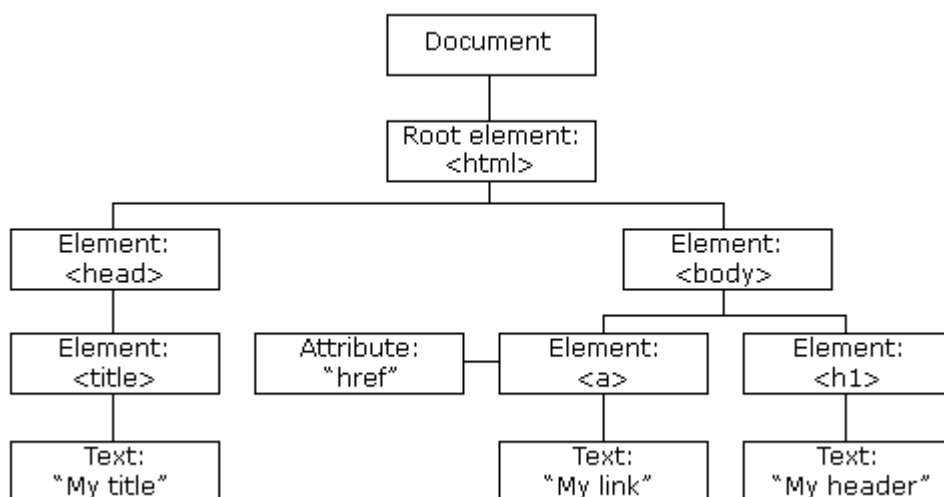 Document
Root element:
<html>
Element:
<head>
Element:
<body>
Element:
<title>
Attribute:
“href”
Element:
<a>
Element:
<h1>
Text:
“My title”
Text:
“My link”
Text:
“My header”